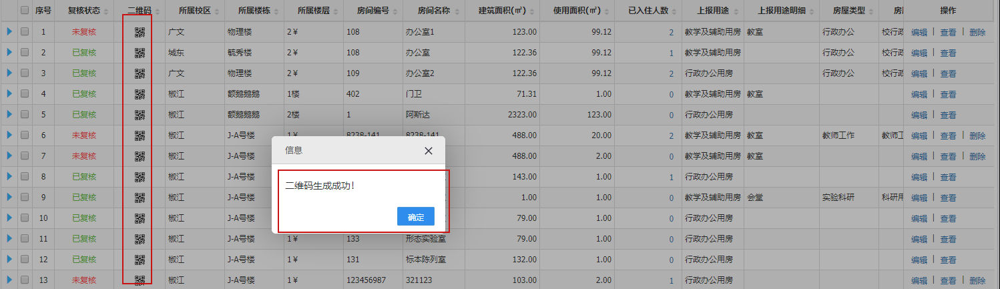 序号 复核状态 二维码 所属校区 所属楼栋 所属楼层 房间编号 房间名称 建筑面积(㎡) 使用面积(㎡) 已入住人数 上报用途 上报用途明细 房屋类型 操作
1 未复核 广文 物理楼 2￥ 108 办公室1 123.00 99.12 2 教学及辅助用房 教室 行政办公 校行政 编辑 | 查看 | 删除
2 已复核 城东 毓秀楼 2￥ 108 办公室 122.36 99.12 1 教学及辅助用房 行政办公 校行政 编辑 | 查看
3 已复核 广文 物理楼 2￥ 109 办公室2 122.36 99.12 2 行政办公用房 行政办公 校行政 编辑 | 查看
4 已复核 椒江 额鹅鹅鹅 1楼 402 门卫 71.31 1.00 0 教学及辅助用房 教室 编辑 | 查看
5 已复核 椒江 额鹅鹅鹅 2楼 1 阿斯达 2323.00 123.00 0 行政办公用房 编辑 | 查看
6 未复核 椒江 J-A号楼 1￥ 8238-141 8238-141 488.00 20.00 2 教学及辅助用房 教室 教师工作 教师工 编辑 | 查看 | 删除
7 未复核 椒江 J-A号楼 488.00 2.00 0 教学及辅助用房 教室 编辑 | 查看 | 删除
8 已复核 椒江 J-A号楼 143.00 1.00 1 行政办公用房 编辑 | 查看
9 已复核 椒江 J-A号楼 1.00 1.00 0 教学及辅助用房 会堂 实验科研 科研用 编辑 | 查看
10 已复核 椒江 J-A号楼 79.00 1.00 0 行政办公用房 编辑 | 查看
11 已复核 椒江 J-A号楼 1￥ 133 形态实验室 79.00 1.00 0 行政办公用房 编辑 | 查看
12 已复核 椒江 J-A号楼 1￥ 131 标本陈列室 132.00 1.00 0 行政办公用房 编辑 | 查看
13 未复核 椒江 J-A号楼 1￥ 123456987 321123 103.00 2.00 1 行政办公用房 编辑 | 查看 | 删除
信息
二维码生成成功！
确定